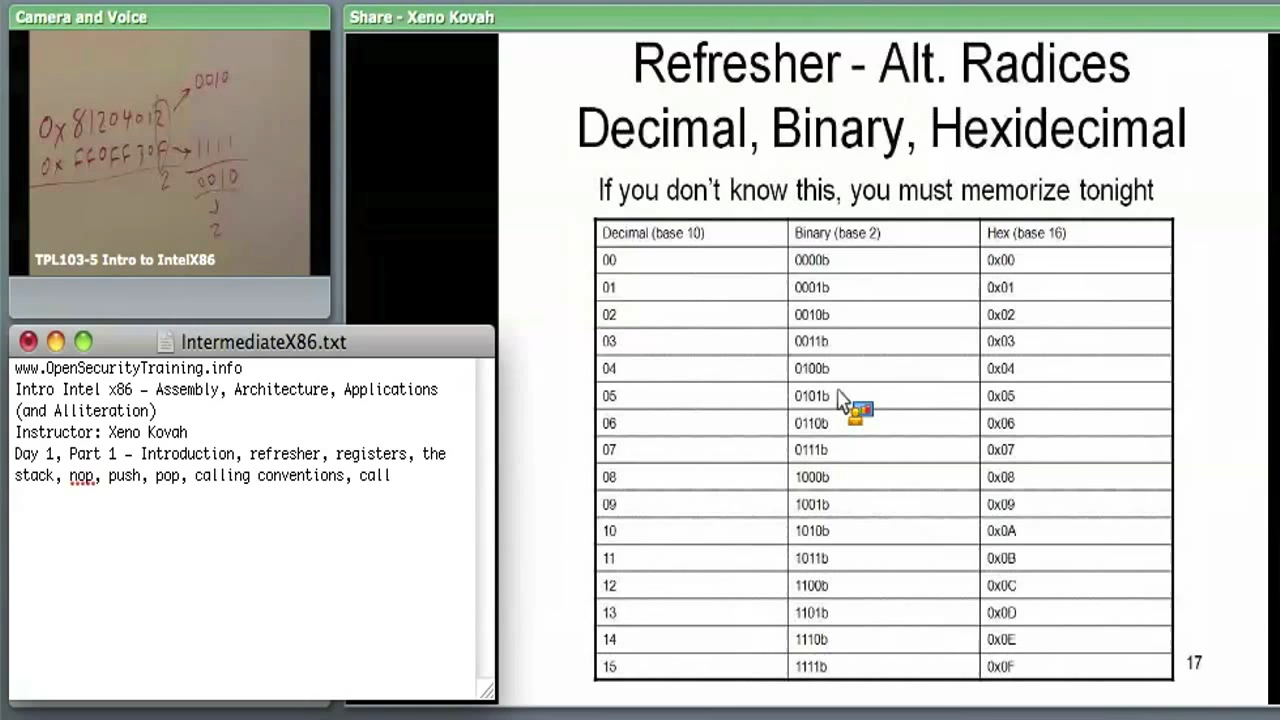 Camera and Voice
0010
0x81204012
0xFF0FF30F
1111
2
0010
2
TPL103-5 Intro to IntelX86
IntermediateX86.txt
www.OpenSecurityTraining.info
Intro Intel x86 – Assembly, Architecture, Applications
(and Alliteration)
Instructor: Xeno Kovah
Day 1, Part 1 – Introduction, refresher, registers, the
stack, nop, push, pop, calling conventions, call
Share - Xeno Kovah
Refresher - Alt. Radices
Decimal, Binary, Hexidecimal
If you don't know this, you must memorize tonight
Decimal (base 10) Binary (base 2) Hex (base 16)
00 0000b 0x00
01 0001b 0x01
02 0010b 0x02
03 0011b 0x03
04 0100b 0x04
05 0101b 0x05
06 0110b 0x06
07 0111b 0x07
08 1000b 0x08
09 1001b 0x09
10 1010b 0x0A
11 1011b 0x0B
12 1100b 0x0C
13 1101b 0x0D
14 1110b 0x0E
15 1111b 0x0F
17